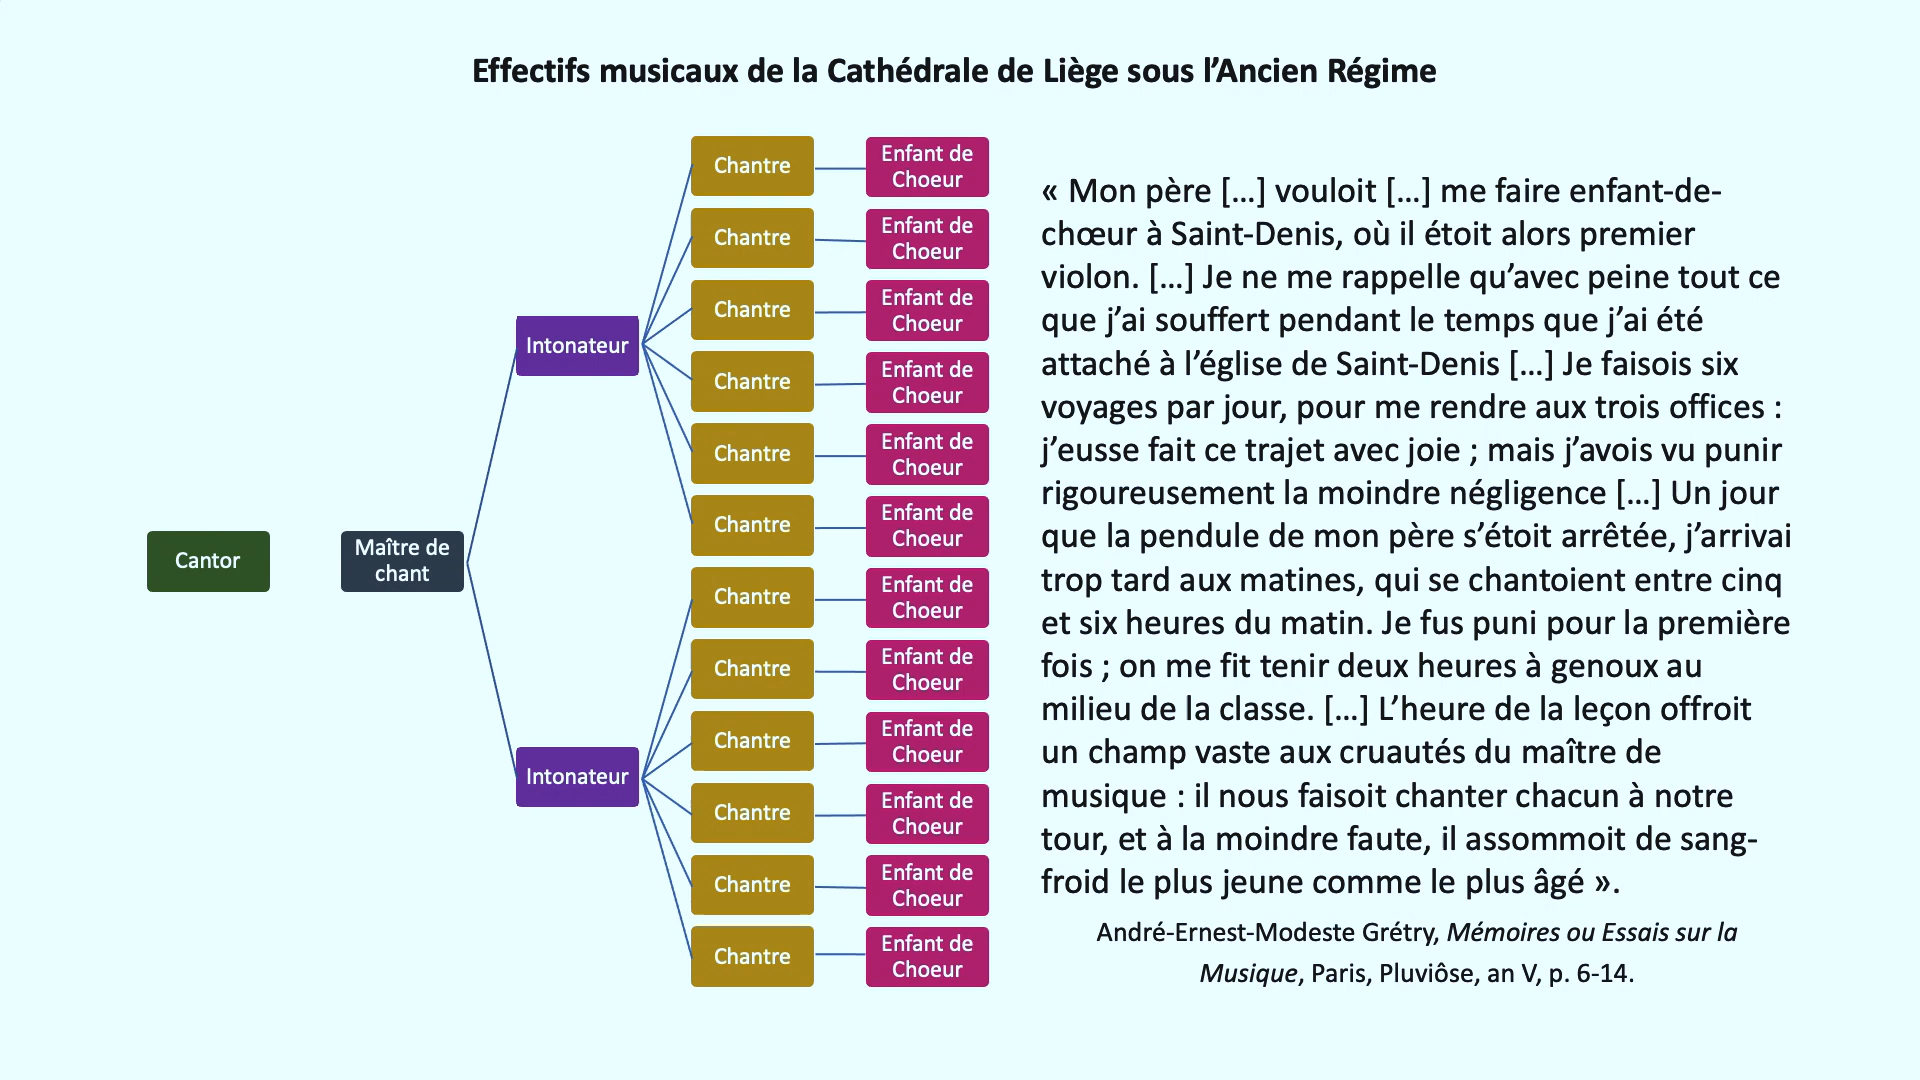 Effectifs musicaux de la Cathédrale de Liège sous l’Ancien Régime
Cantor
Maître de
chant
Intonateur
Intonateur
Chantre
Enfant de
Choeur
Chantre
Enfant de
Choeur
Chantre
Enfant de
Choeur
Chantre
Enfant de
Choeur
Chantre
Enfant de
Choeur
Chantre
Enfant de
Choeur
Chantre
Enfant de
Choeur
Chantre
Enfant de
Choeur
Chantre
Enfant de
Choeur
Chantre
Enfant de
Choeur
Chantre
Enfant de
Choeur
Chantre
Enfant de
Choeur
« Mon père […] vouloit […] me faire enfant-de-
chœur à Saint-Denis, où il étoit alors premier
violon. […] Je ne me rappelle qu’avec peine tout ce
que j’ai souffert pendant le temps que j’ai été
attaché à l’église de Saint-Denis […] Je faisois six
voyages par jour, pour me rendre aux trois offices :
j’eusse fait ce trajet avec joie ; mais j’avois vu punir
rigoureusement la moindre négligence […] Un jour
que la pendule de mon père s’étoit arrêtée, j’arrivai
trop tard aux matines, qui se chantoient entre cinq
et six heures du matin. Je fus puni pour la première
fois ; on me fit tenir deux heures à genoux au
milieu de la classe. […] L’heure de la leçon offroit
un champ vaste aux cruautés du maître de
musique : il nous faisoit chanter chacun à notre
tour, et à la moindre faute, il assommoit de sang-
froid le plus jeune comme le plus âgé ».
André-Ernest-Modeste Grétry, Mémoires ou Essais sur la
Musique, Paris, Pluviôse, an V, p. 6-14.